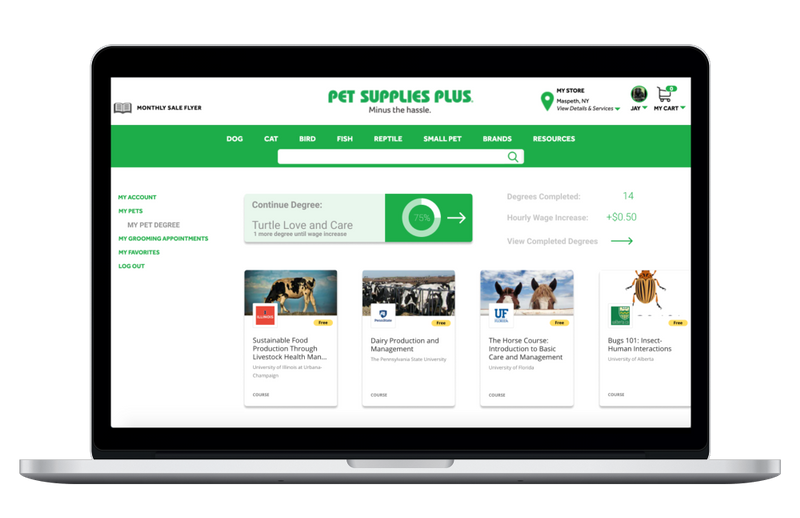 MONTHLY SALE FLYER
PET SUPPLIES PLUS.
Minus the hassle.
MY STORE
Maspeth, NY
View Details & Services
JAY
0
MY CART
DOG
CAT
BIRD
FISH
REPTILE
SMALL PET
BRANDS
RESOURCES
MY ACCOUNT
MY PETS
MY PET DEGREE
MY GROOMING APPOINTMENTS
MY FAVORITES
LOG OUT
Continue Degree:
Turtle Love and Care
1 more degree until wage increase
75%
Degrees Completed: 14
Hourly Wage Increase: +$0.50
View Completed Degrees
ILLINOIS
Free
Sustainable Food
Production Through
Livestock Health Man...
University of Illinois at Urbana-
Champaign
COURSE
PennState
Free
Dairy Production and
Management
The Pennsylvania State University
COURSE
UF
FLORIDA
Free
The Horse Course:
Introduction to Basic
Care and Management
University of Florida
COURSE
Free
Bugs 101: Insect-
Human Interactions
University of Alberta
COURSE